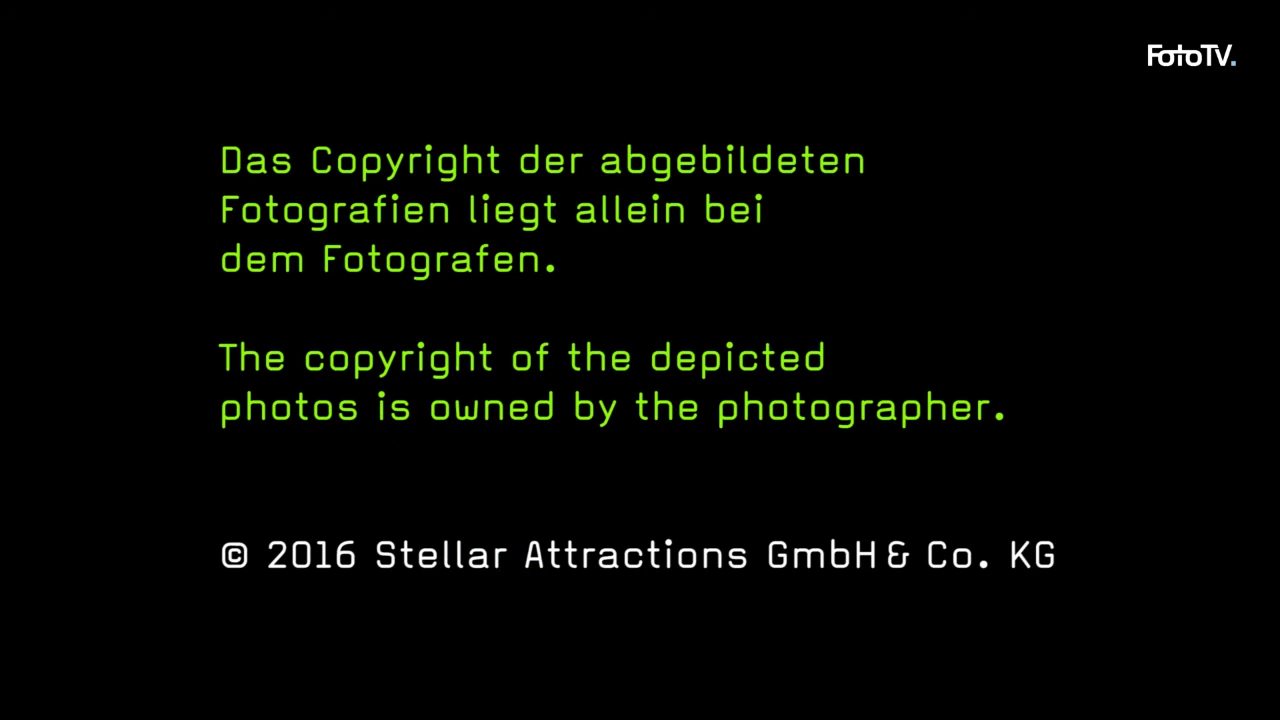 FotoTV.
Das Copyright der abgebildeten
Fotografien liegt allein bei
dem Fotografen.
The copyright of the depicted
photos is owned by the photographer.
© 2016 Stellar Attractions GmbH & Co. KG